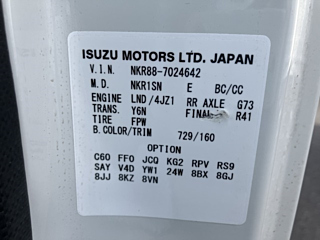 ISUZU MOTORS LTD. JAPAN
V.I.N. NKR88-7024642
M.D. NKR1SN E BC/CC
ENGINE LND/4JZ1 RR AXLE G73
TRANS. Y6N FINAL R41
TIRE FPW
B.COLOR/TRIM 729/160
OPTION
C60 FF0 JCQ KG2 RPV RS9
SAY V4D YW1 24W 8BX 8GJ
8JJ 8KZ 8VN